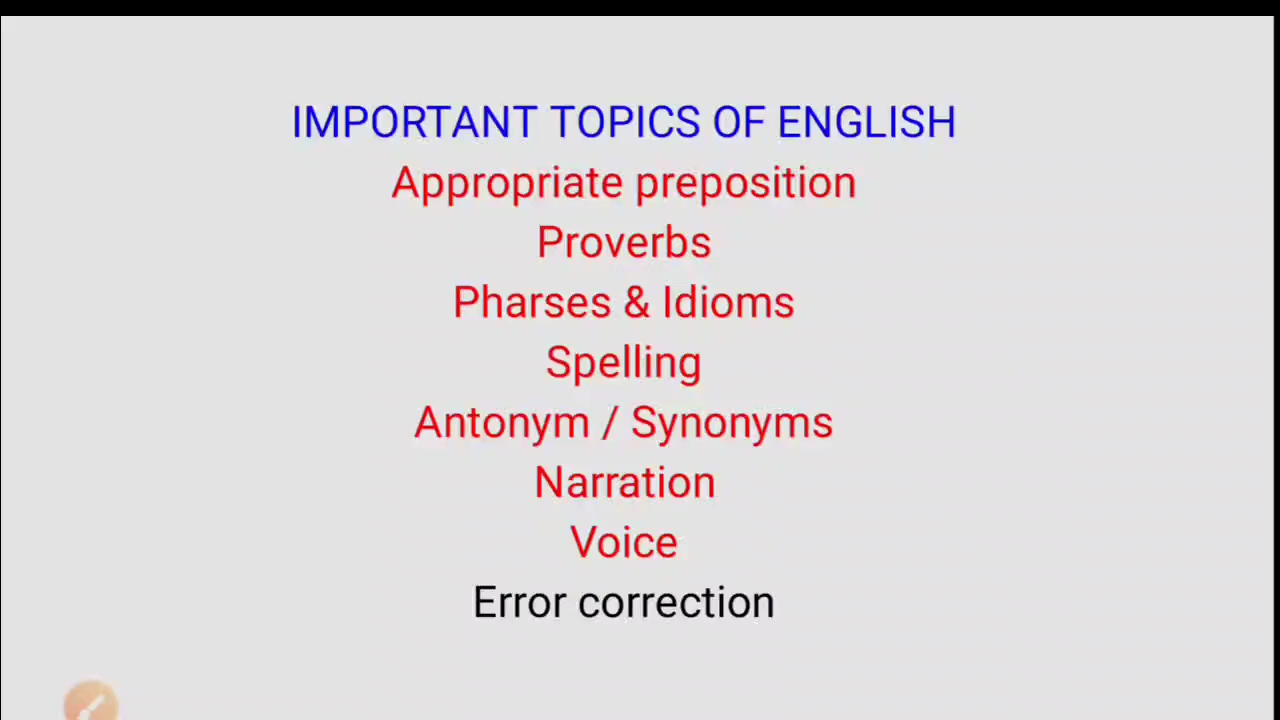 IMPORTANT TOPICS OF ENGLISH
Appropriate preposition
Proverbs
Pharses & Idioms
Spelling
Antonym / Synonyms
Narration
Voice
Error correction